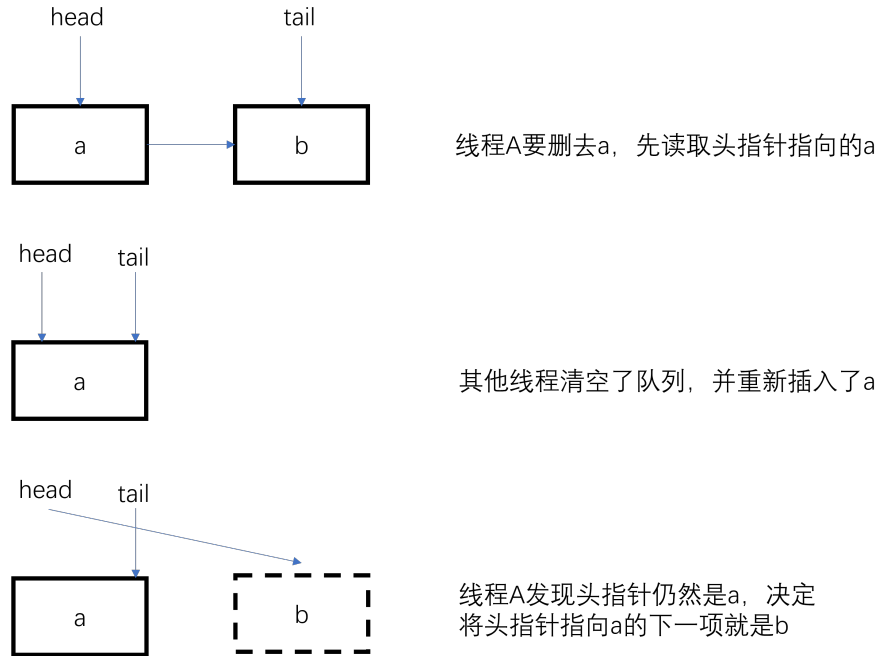 head
tail
a
b
线程A要删去a，先读取头指针指向的a
head
tail
a
其他线程清空了队列，并重新插入了a
head
tail
a
b
线程A发现头指针仍然是a，决定
将头指针指向a的下一项就是b